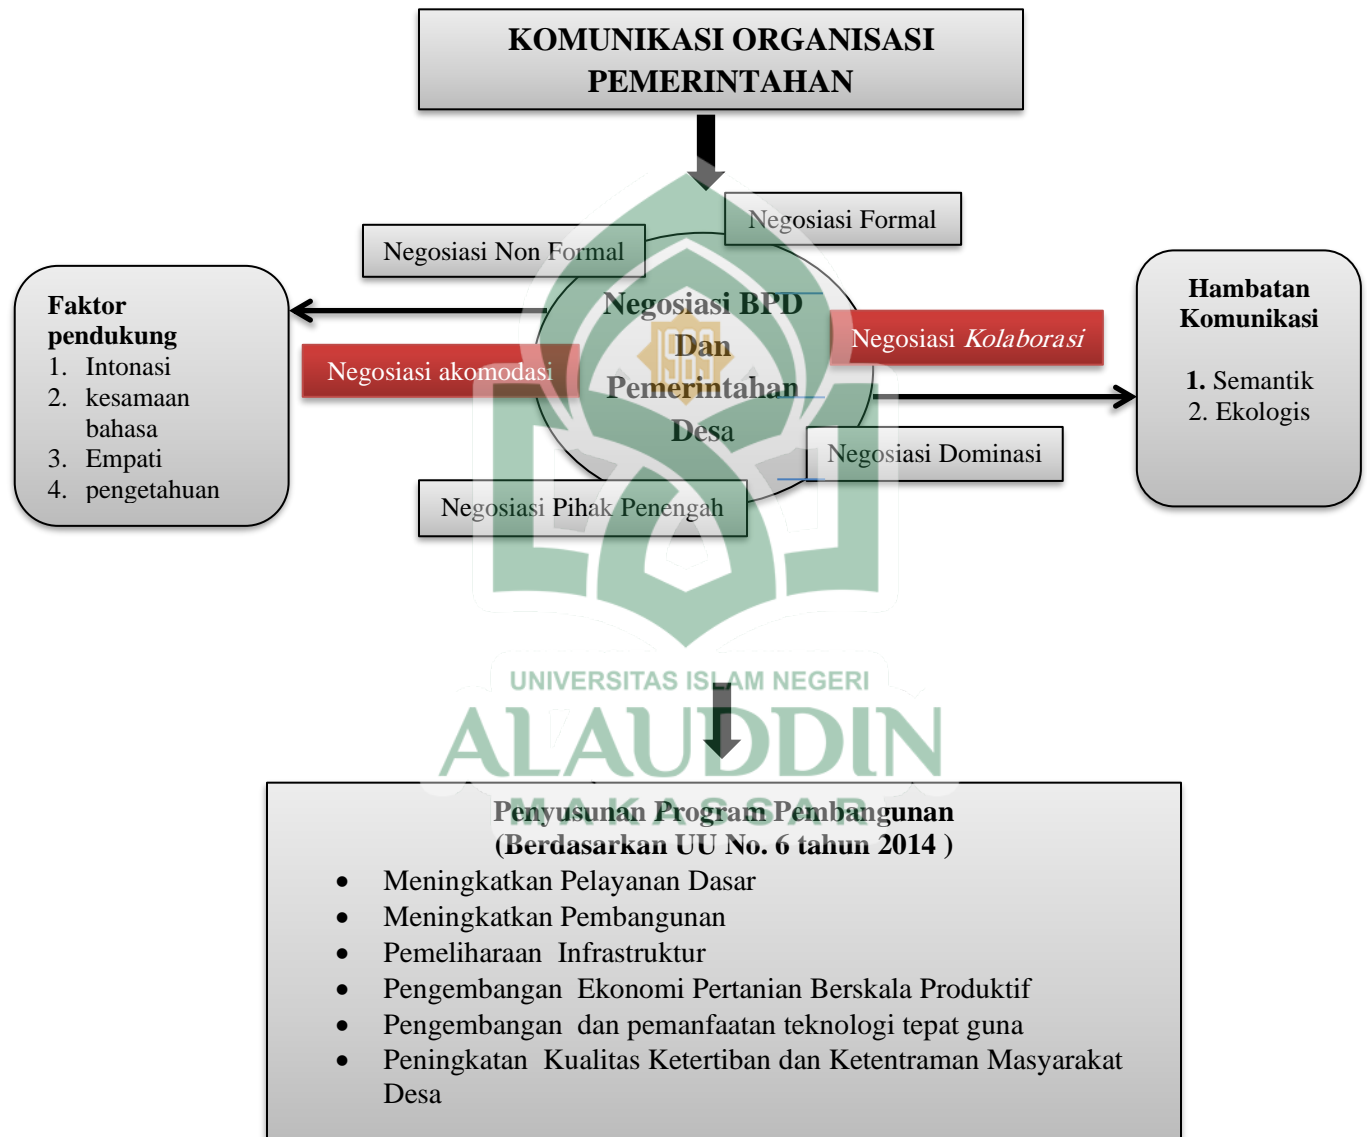 KOMUNIKASI ORGANISASI
PEMERINTAHAN
Negosiasi Formal
Negosiasi Non Formal
Faktor
pendukung
1. Intonasi
2. kesamaan
bahasa
3. Empati
4. pengetahuan
Negosiasi BPD
Dan
Pemerintahan
Desa
1969
Negosiasi akomodasi
Negosiasi Kolaborasi
Hambatan
Komunikasi
1. Semantik
2. Ekologis
Negosiasi Dominasi
Negosiasi Pihak Penengah
UNIVERSITAS ISLAM NEGERI
ALAUDDIN
MAKASSAR
Penyusunan Program Pembangunan
(Berdasarkan UU No. 6 tahun 2014 )
• Meningkatkan Pelayanan Dasar
• Meningkatkan Pembangunan
• Pemeliharaan Infrastruktur
• Pengembangan Ekonomi Pertanian Berskala Produktif
• Pengembangan dan pemanfaatan teknologi tepat guna
• Peningkatan Kualitas Ketertiban dan Ketentraman Masyarakat
Desa